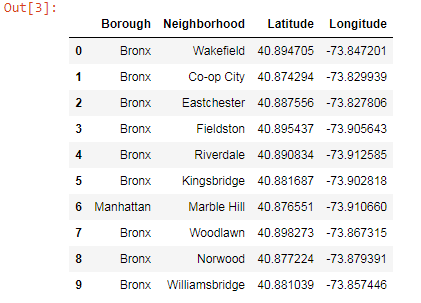 Out[3]:
Borough Neighborhood Latitude Longitude
0 Bronx Wakefield 40.894705 -73.847201
1 Bronx Co-op City 40.874294 -73.829939
2 Bronx Eastchester 40.887556 -73.827806
3 Bronx Fieldston 40.895437 -73.905643
4 Bronx Riverdale 40.890834 -73.912585
5 Bronx Kingsbridge 40.881687 -73.902818
6 Manhattan Marble Hill 40.876551 -73.910660
7 Bronx Woodlawn 40.898273 -73.867315
8 Bronx Norwood 40.877224 -73.879391
9 Bronx Williamsbridge 40.881039 -73.857446